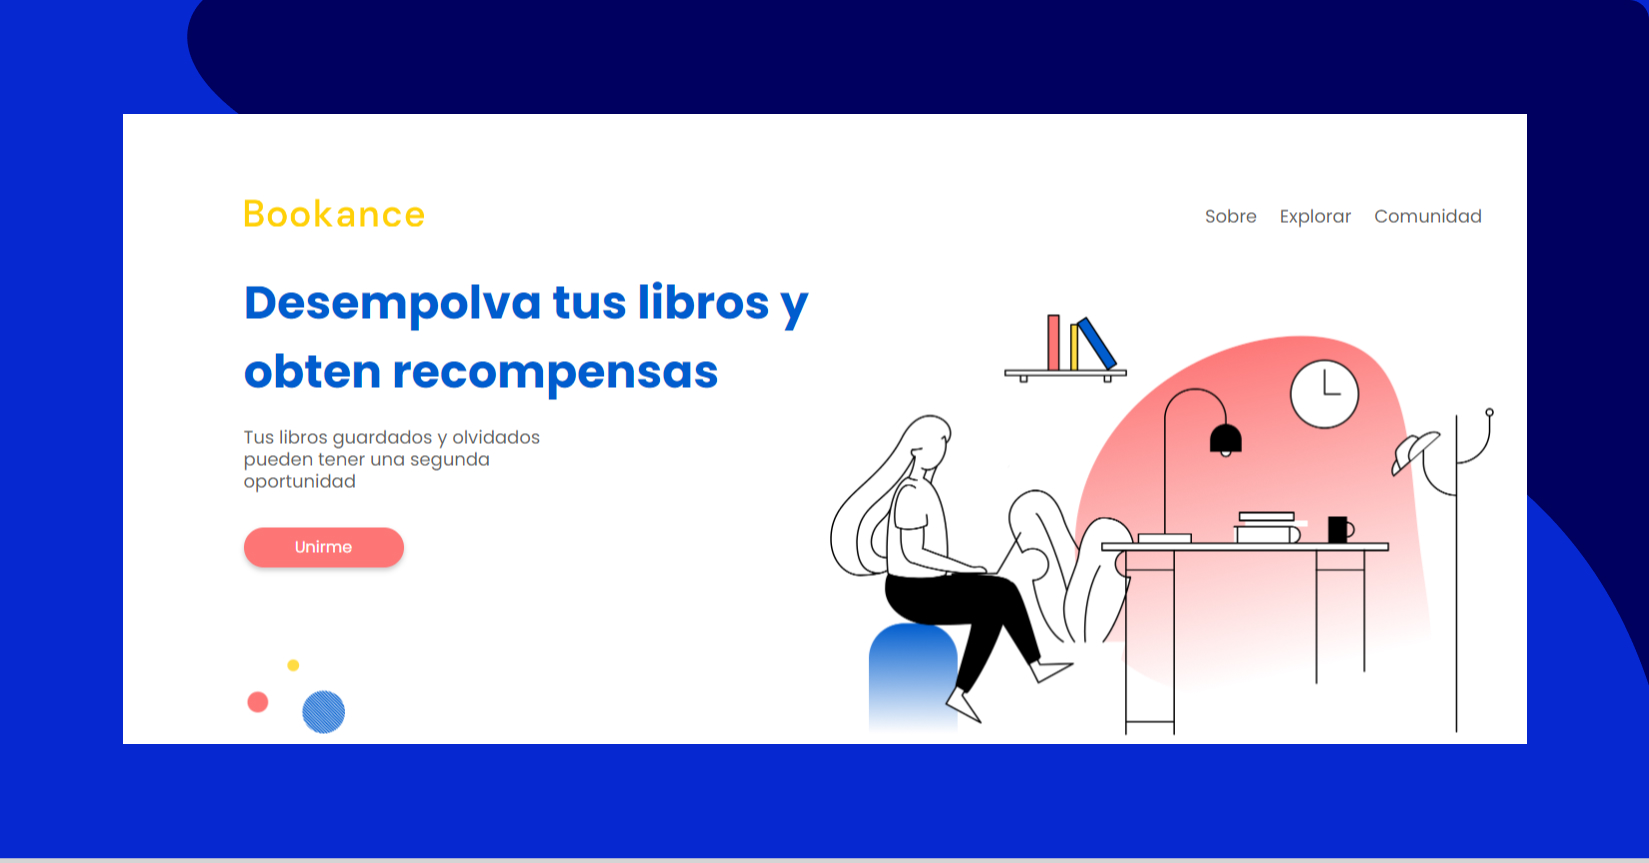 Bookance
Sobre Explorar Comunidad
Desempolva tus libros y
obten recompensas
Tus libros guardados y olvidados
pueden tener una segunda
oportunidad
Unirme